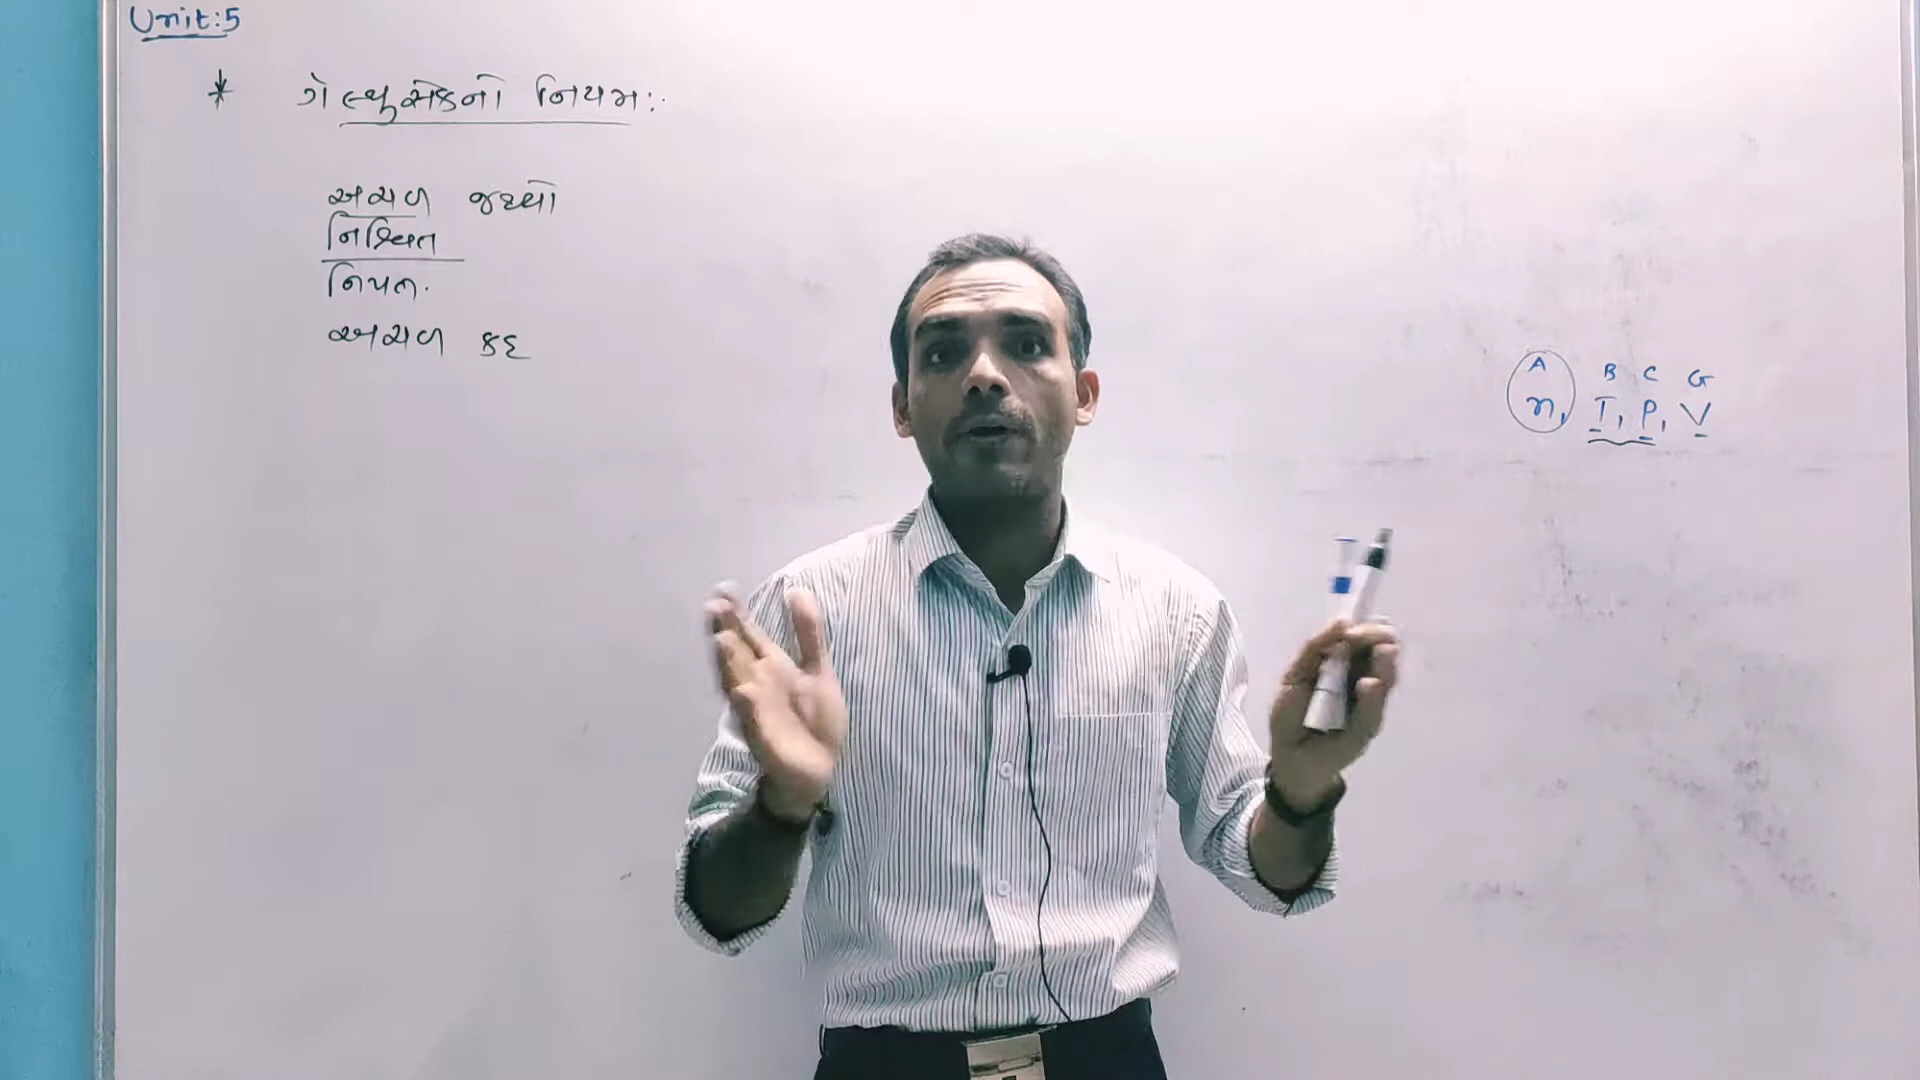 Unit:5
* ગેલ્યુસેકનો નિયમ:
અચળ જથ્થો
નિશ્ચિત
નિયત.
અચળ કદ
A B C G
n, T, P, V